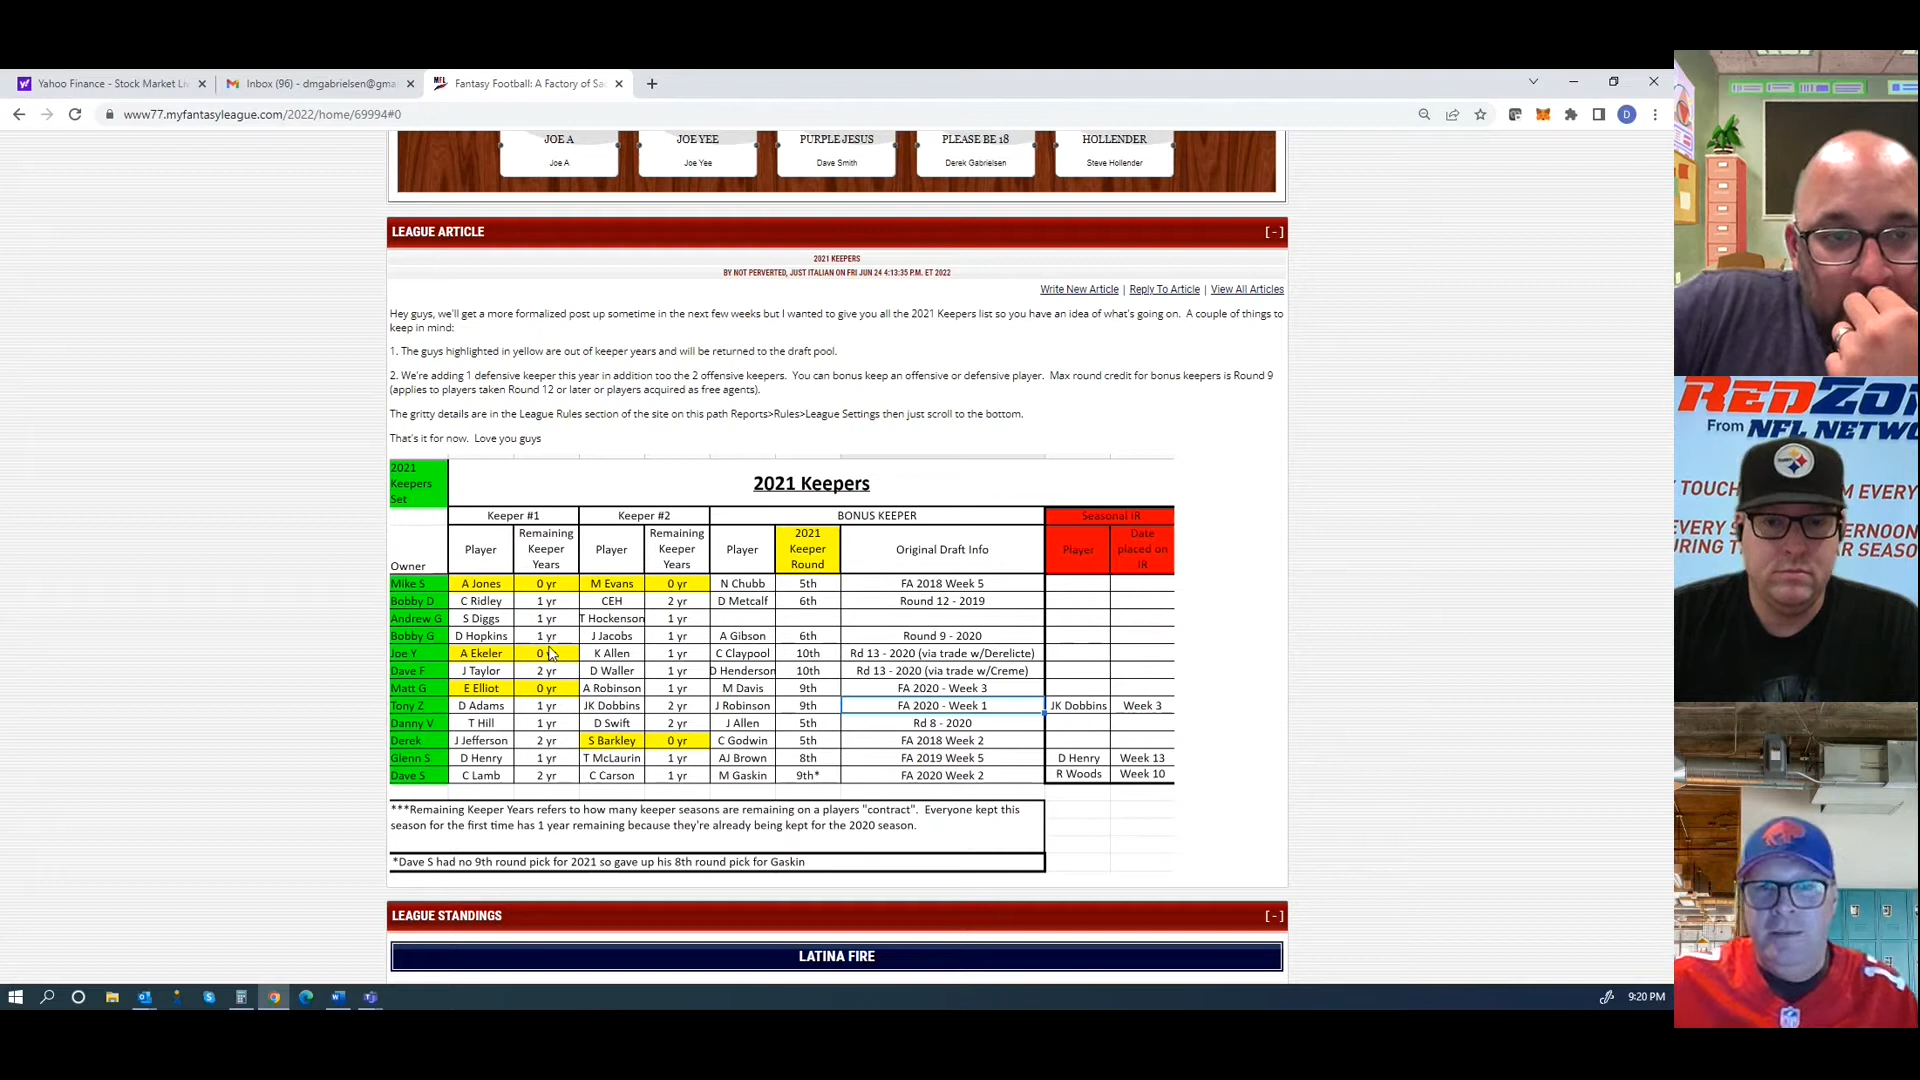 Yahoo Finance - Stock Market Li
Inbox (96) - dmgabrielsen@gma
Fantasy Football: A Factory of Sa
www77.myfantasyleague.com/2022/home/69994#0
D
JOE A
JOE YEE
PURPLE JESUS
PLEASE BE 18
HOLLENDER
Joe A
Joe Yee
Dave Smith
Derek Gabrielsen
Steve Hollender
LEAGUE ARTICLE
[-]
2021 KEEPERS
BY NOT PERVERTED, JUST ITALIAN ON FRI JUN 24 4:13:35 P.M. ET 2022
Write New Article | Reply To Article | View All Articles
Hey guys, we'll get a more formalized post up sometime in the next few weeks but I wanted to give you all the 2021 Keepers list so you have an idea of what's going on. A couple of things to
keep in mind:
1. The guys highlighted in yellow are out of keeper years and will be returned to the draft pool.
2. We're adding 1 defensive keeper this year in addition too the 2 offensive keepers. You can bonus keep an offensive or defensive player. Max round credit for bonus keepers is Round 9
(applies to players taken Round 12 or later or players acquired as free agents).
The gritty details are in the League Rules section of the site on this path Reports>Rules>League Settings then just scroll to the bottom.
That's it for now. Love you guys
2021 Keepers Set
2021 Keepers
Keeper #1 Keeper #2 BONUS KEEPER Seasonal IR
Owner Player Remaining Keeper Years Player Remaining Keeper Years Player 2021 Keeper Round Original Draft Info Player Date placed on IR
Mike S A Jones 0 yr M Evans 0 yr N Chubb 5th FA 2018 Week 5
Bobby D C Ridley 1 yr CEH 2 yr D Metcalf 6th Round 12 - 2019
Andrew G S Diggs 1 yr T Hockenson 1 yr
Bobby G D Hopkins 1 yr J Jacobs 1 yr A Gibson 6th Round 9 - 2020
Joe Y A Ekeler 0 K Allen 1 yr C Claypool 10th Rd 13 - 2020 (via trade w/Derelicte)
Dave F J Taylor 2 yr D Waller 1 yr D Henderson 10th Rd 13 - 2020 (via trade w/Creme)
Matt G E Elliot 0 yr A Robinson 1 yr M Davis 9th FA 2020 - Week 3
Tony Z D Adams 1 yr JK Dobbins 2 yr J Robinson 9th FA 2020 - Week 1 JK Dobbins Week 3
Danny V T Hill 1 yr D Swift 2 yr J Allen 5th Rd 8 - 2020
Derek J Jefferson 2 yr S Barkley 0 yr C Godwin 5th FA 2018 Week 2
Glenn S D Henry 1 yr T McLaurin 1 yr AJ Brown 8th FA 2019 Week 5 D Henry Week 13
Dave S C Lamb 2 yr C Carson 1 yr M Gaskin 9th* FA 2020 Week 2 R Woods Week 10
***Remaining Keeper Years refers to how many keeper seasons are remaining on a players "contract". Everyone kept this
season for the first time has 1 year remaining because they're already being kept for the 2020 season.
*Dave S had no 9th round pick for 2021 so gave up his 8th round pick for Gaskin
LEAGUE STANDINGS
[-]
LATINA FIRE
9:20 PM
REDZON
From NFL NETWO
TOUCH
M EVERY
EVERY S
ERNOON
URING T
AR SEASO